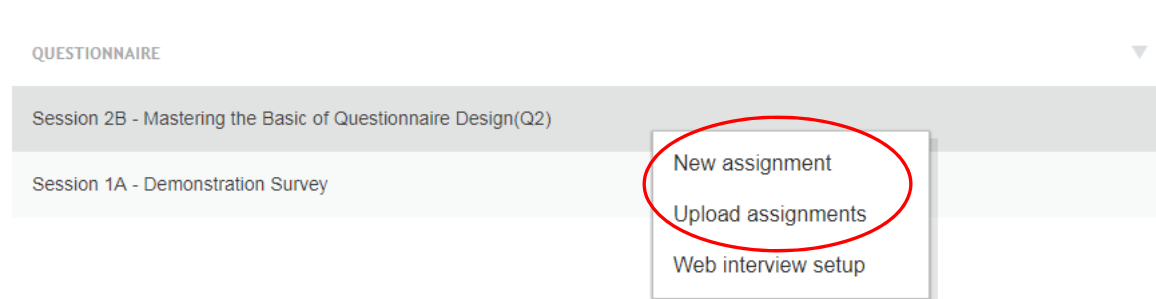 QUESTIONNAIRE
Session 2B - Mastering the Basic of Questionnaire Design(Q2)
New assignment
Session 1A - Demonstration Survey
Upload assignments
Web interview setup